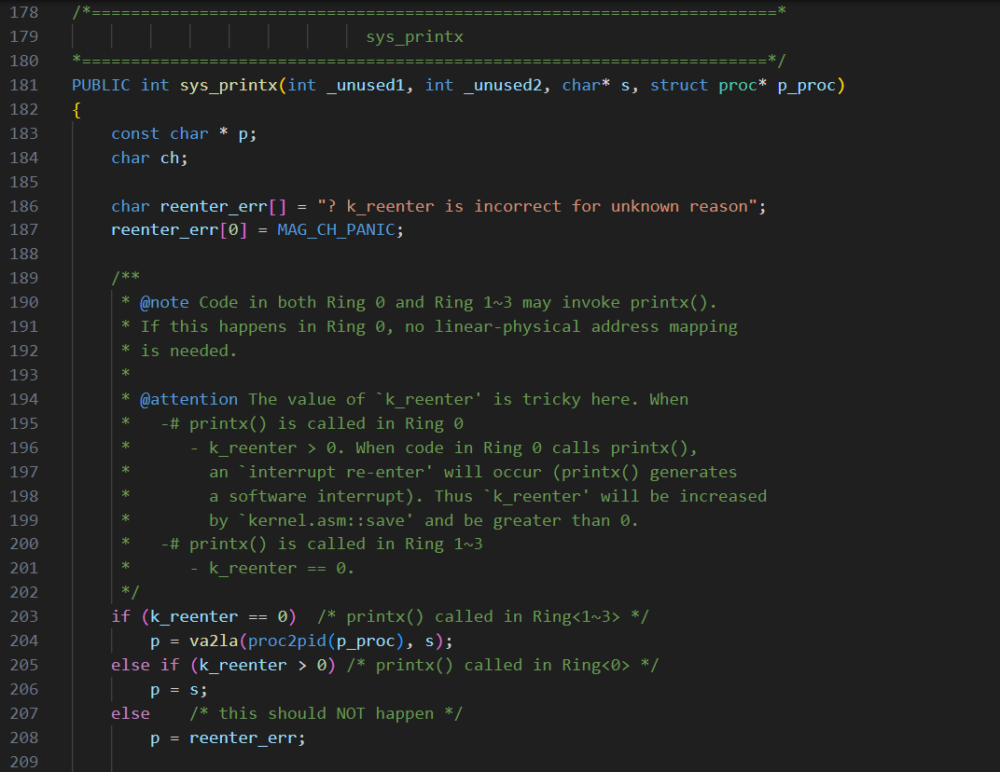 178 /*======================================================================*
179 sys_printx
180 *======================================================================*/
181 PUBLIC int sys_printx(int _unused1, int _unused2, char* s, struct proc* p_proc)
182 {
183 const char * p;
184 char ch;
185
186 char reenter_err[] = "? k_reenter is incorrect for unknown reason";
187 reenter_err[0] = MAG_CH_PANIC;
188
189 /**
190 * @note Code in both Ring 0 and Ring 1~3 may invoke printx().
191 * If this happens in Ring 0, no linear-physical address mapping
192 * is needed.
193 *
194 * @attention The value of `k_reenter' is tricky here. When
195 * -# printx() is called in Ring 0
196 * - k_reenter > 0. When code in Ring 0 calls printx(),
197 * an `interrupt re-enter' will occur (printx() generates
198 * a software interrupt). Thus `k_reenter' will be increased
199 * by `kernel.asm::save' and be greater than 0.
200 * -# printx() is called in Ring 1~3
201 * - k_reenter == 0.
202 */
203 if (k_reenter == 0) /* printx() called in Ring<1~3> */
204 p = va2la(proc2pid(p_proc), s);
205 else if (k_reenter > 0) /* printx() called in Ring<0> */
206 p = s;
207 else /* this should NOT happen */
208 p = reenter_err;
209